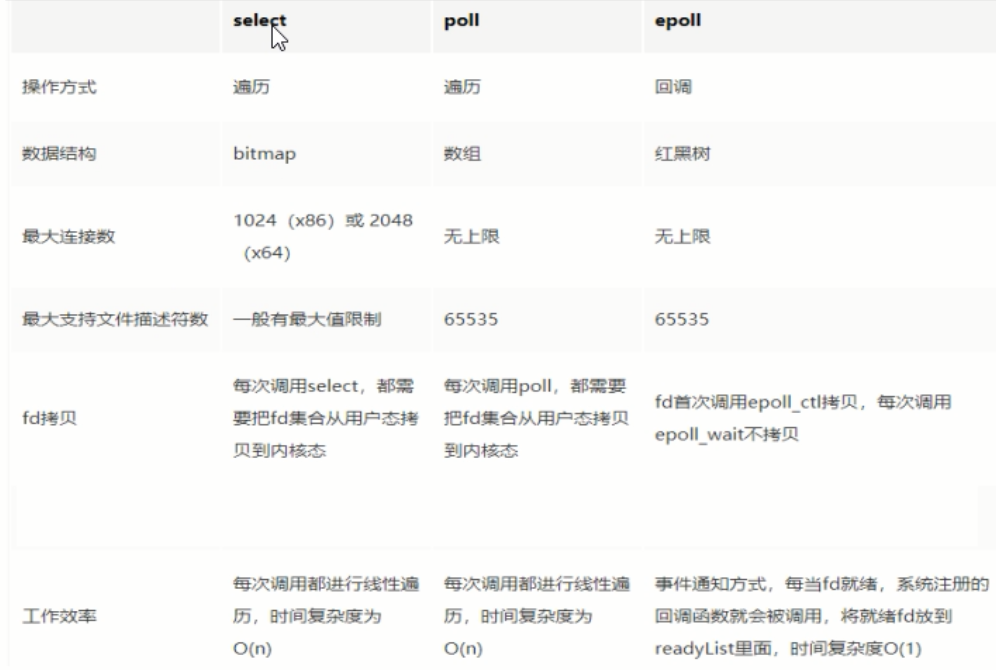 select poll epoll
操作方式 遍历 遍历 回调
数据结构 bitmap 数组 红黑树
最大连接数 1024（x86）或 2048（x64） 无上限 无上限
最大支持文件描述符数 一般有最大值限制 65535 65535
fd拷贝
每次调用select，都需
要把fd集合从用户态拷
贝到内核态
每次调用poll，都需要
把fd集合从用户态拷贝
到内核态
fd首次调用epoll_ctl拷贝，每次调用
epoll_wait不拷贝
工作效率
每次调用都进行线性遍
历，时间复杂度为
O(n)
每次调用都进行线性遍
历，时间复杂度为
O(n)
事件通知方式，每当fd就绪，系统注册的
回调函数就会被调用，将就绪fd放到
readyList里面，时间复杂度O(1)